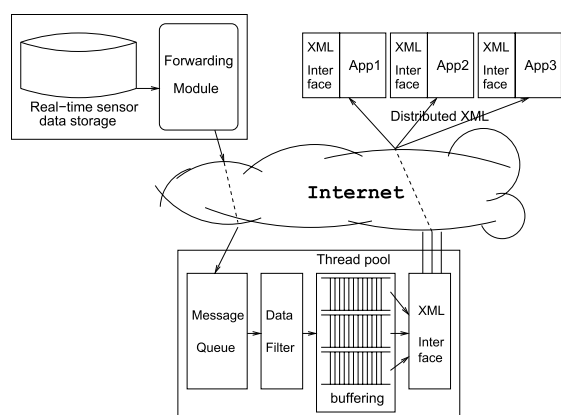 Forwarding
Module
Real-time sensor
data storage
XML
Inter
face
App1
XML
Inter
face
App2
XML
Inter
face
App3
Distributed XML
Internet
Thread pool
Message
Queue
Data
Filter
buffering
XML
Inter
face